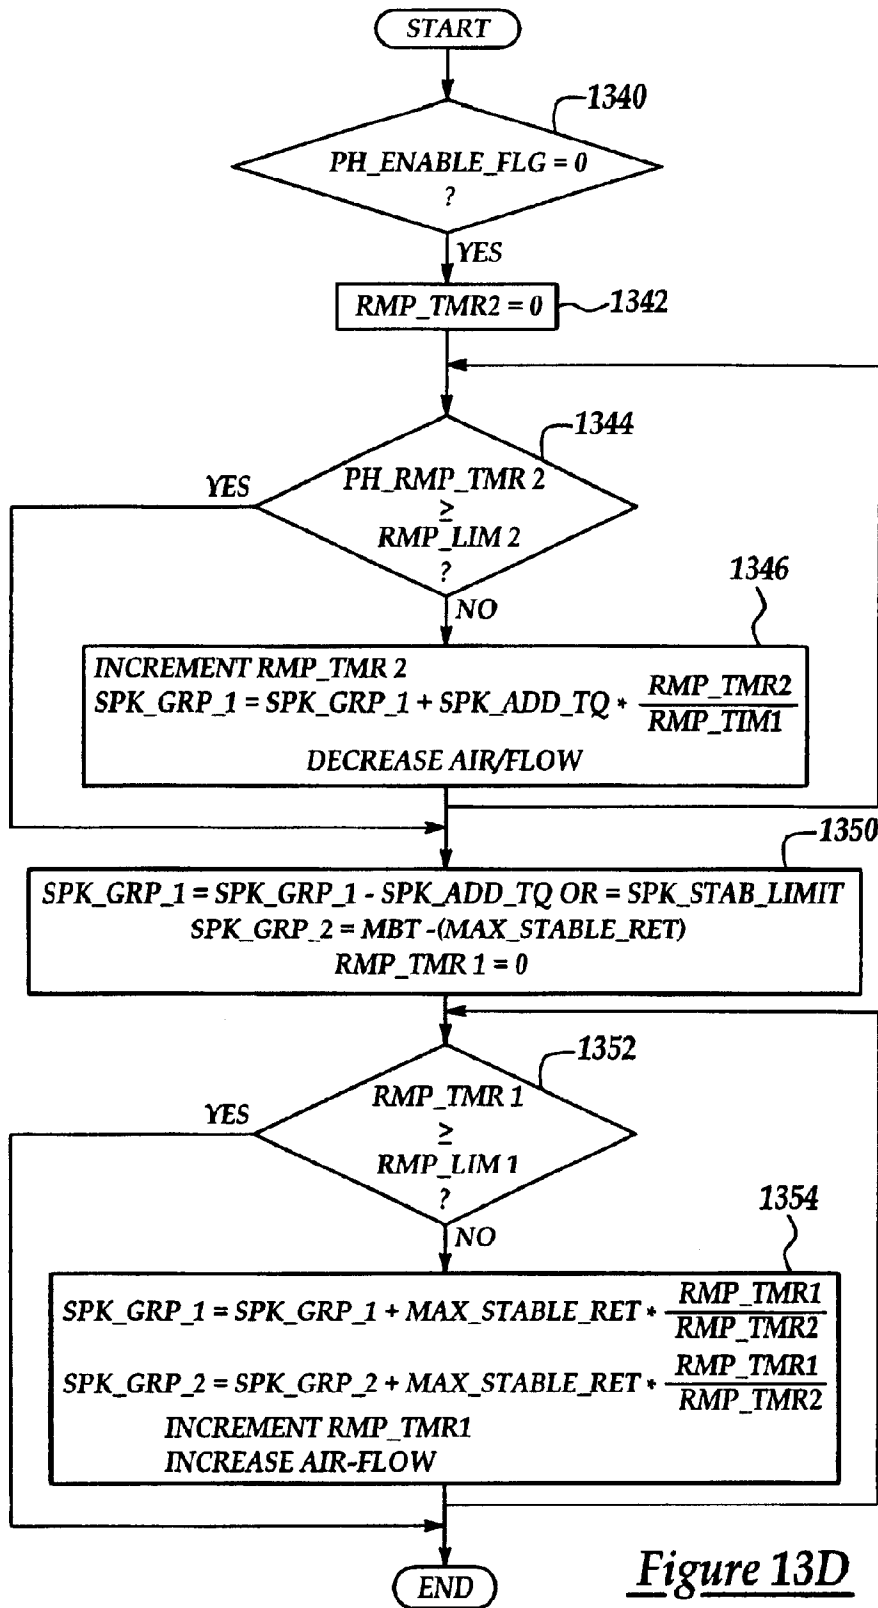 START
1340
PH_ENABLE_FLG = 0
?
YES
RMP_TMR2 = 0
1342
1344
YES
PH_RMP_TMR 2
≥
RMP_LIM 2
?
NO
1346
INCREMENT RMP_TMR 2
SPK_GRP_1 = SPK_GRP_1 + SPK_ADD_TQ * RMP_TMR2
RMP_TIM1
DECREASE AIR/FLOW
1350
SPK_GRP_1 = SPK_GRP_1 - SPK_ADD_TQ OR = SPK_STAB_LIMIT
SPK_GRP_2 = MBT -(MAX_STABLE_RET)
RMP_TMR 1 = 0
1352
YES
RMP_TMR 1
≥
RMP_LIM 1
?
NO
1354
SPK_GRP_1 = SPK_GRP_1 + MAX_STABLE_RET * RMP_TMR1
RMP_TMR2
SPK_GRP_2 = SPK_GRP_2 + MAX_STABLE_RET * RMP_TMR1
RMP_TMR2
INCREMENT RMP_TMR1
INCREASE AIR-FLOW
END
Figure 13D